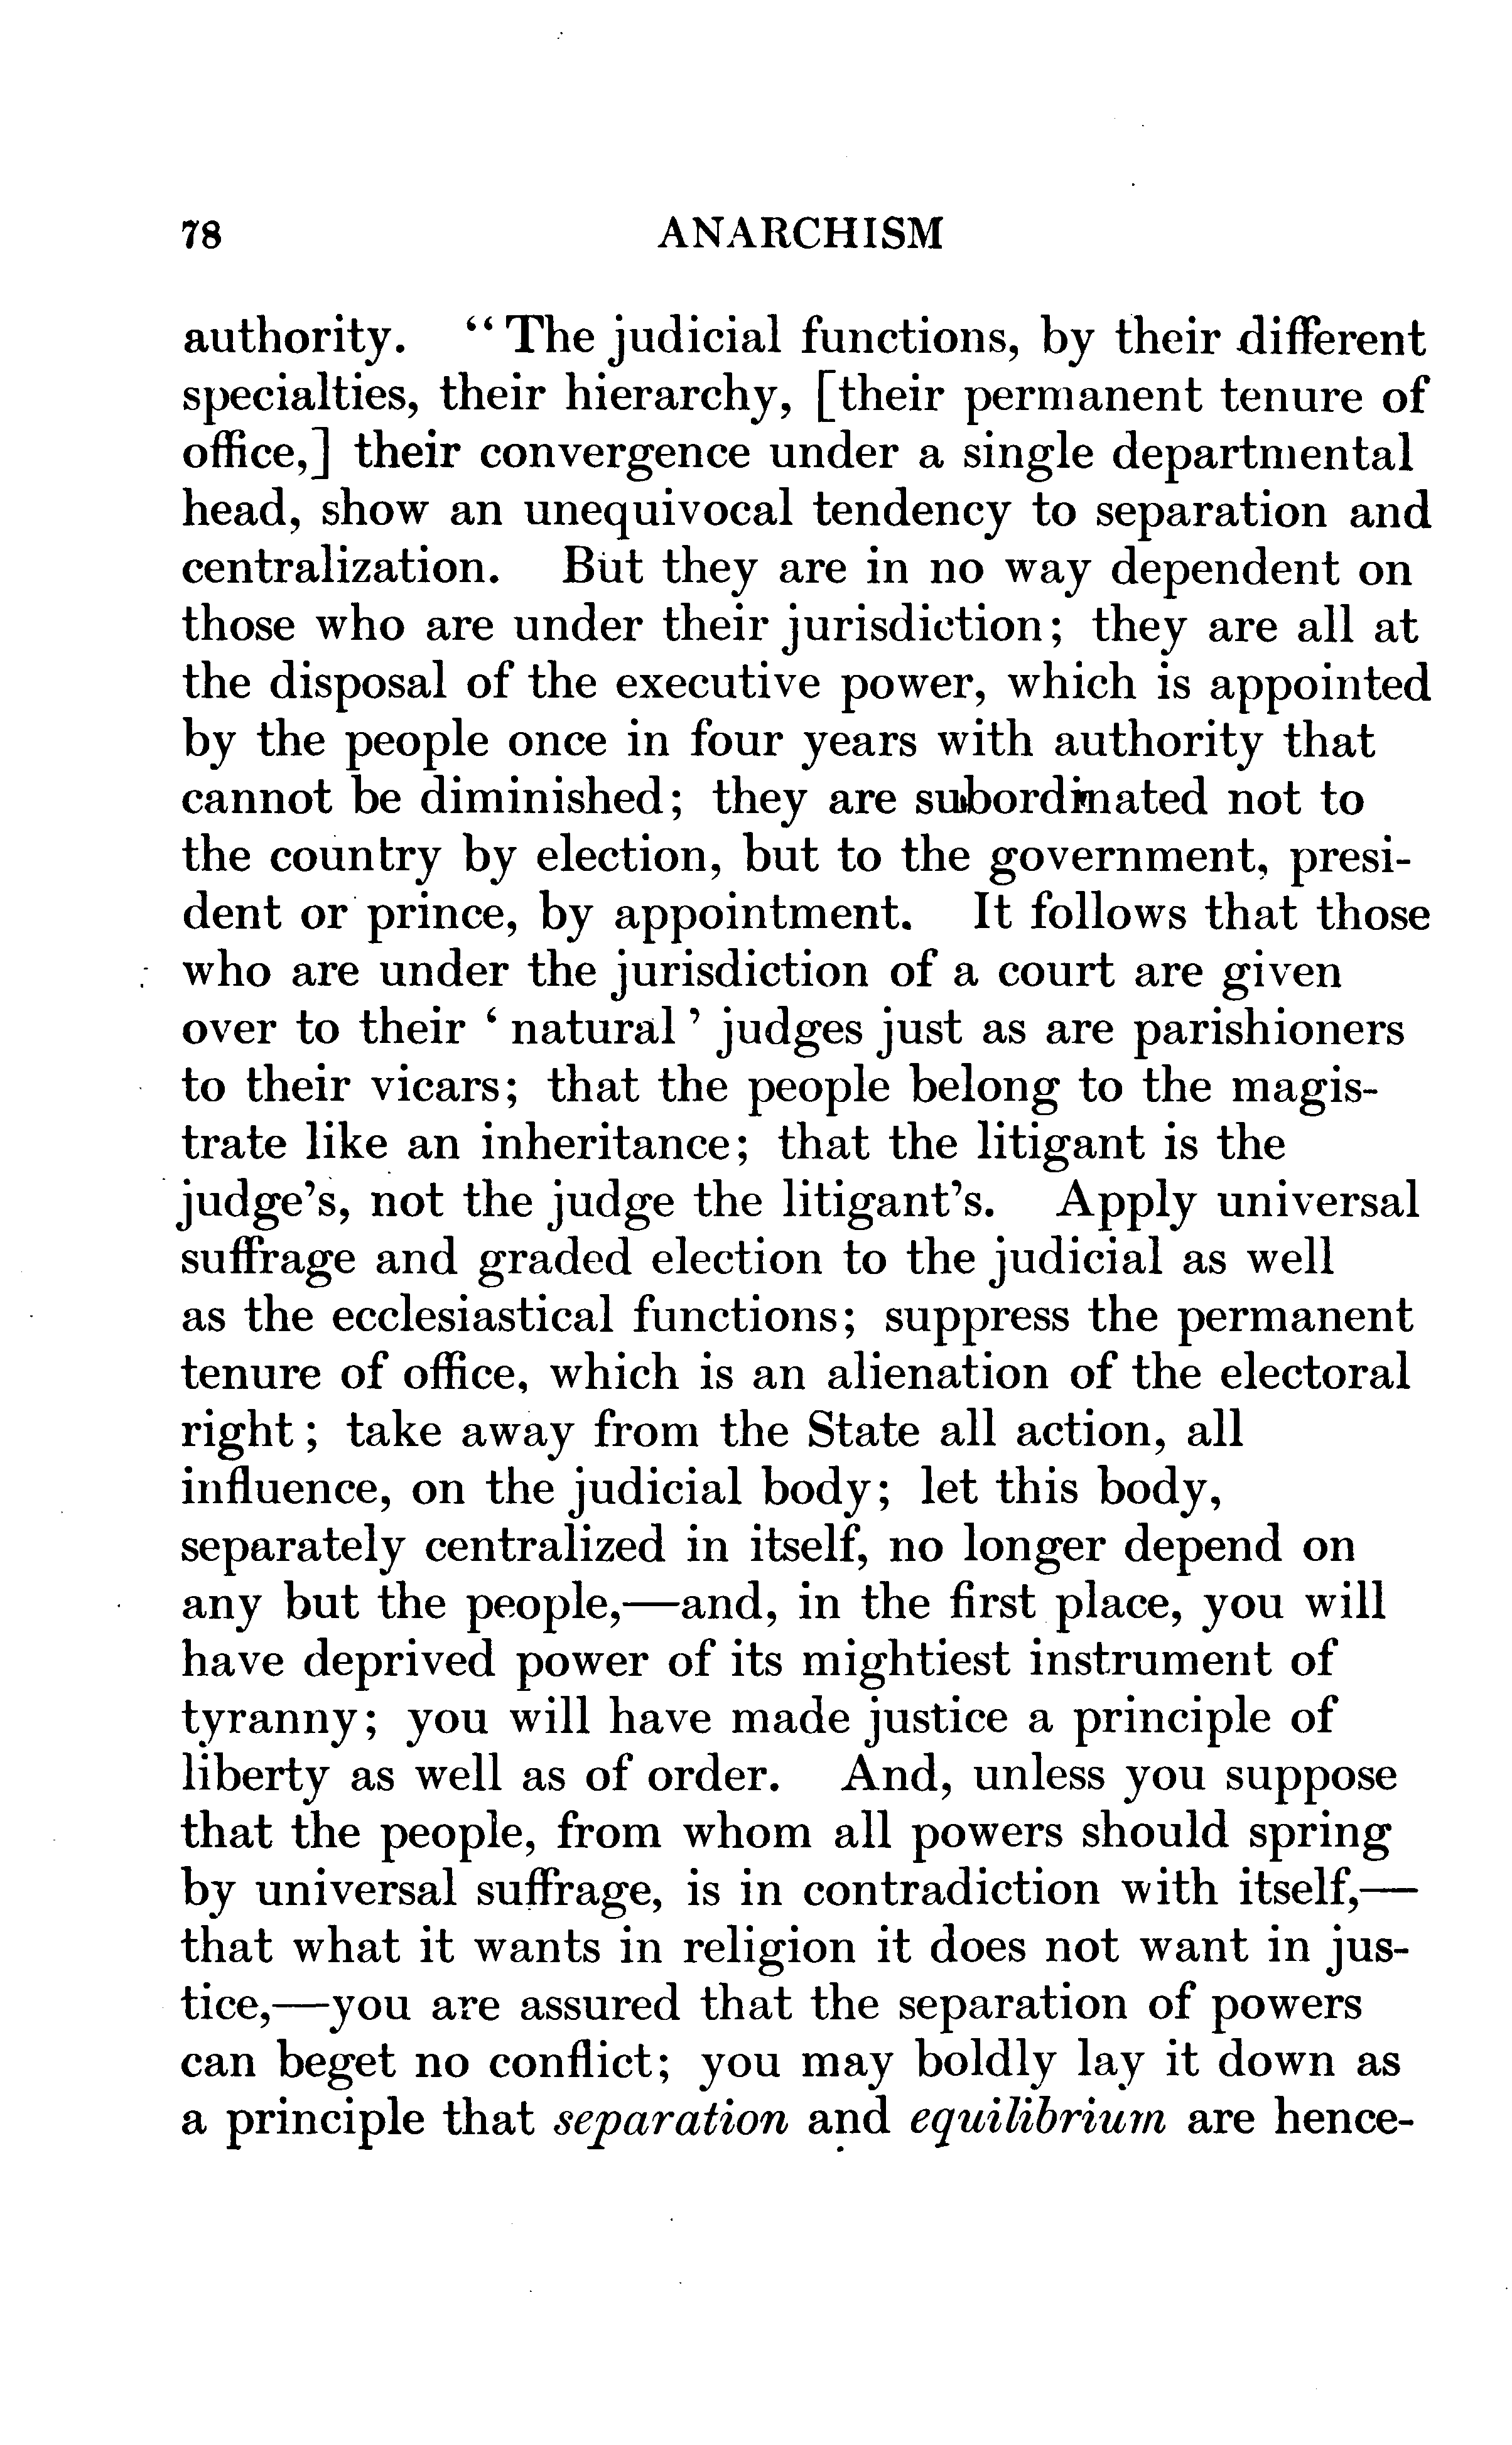 78 ANARCHISM
authority. “The judicial functions, by their different
specialties, their hierarchy, [their permanent tenure of
office,] their convergence under a single departmental
head, show an unequivocal tendency to separation and
centralization. But they are in no way dependent on
those who are under their jurisdiction; they are all at
the disposal of the executive power, which is appointed
by the people once in four years with authority that
cannot be diminished; they are subordinated not to
the country by election, but to the government, presi-
dent or prince, by appointment. It follows that those
who are under the jurisdiction of a court are given
over to their ‘natural’ judges just as are parishioners
to their vicars; that the people belong to the magis-
trate like an inheritance; that the litigant is the
judge’s, not the judge the litigant’s. Apply universal
suffrage and graded election to the judicial as well
as the ecclesiastical functions; suppress the permanent
tenure of office, which is an alienation of the electoral
right; take away from the State all action, all
influence, on the judicial body; let this body,
separately centralized in itself, no longer depend on
any but the people,—and, in the first place, you will
have deprived power of its mightiest instrument of
tyranny; you will have made justice a principle of
liberty as well as of order. And, unless you suppose
that the people, from whom all powers should spring
by universal suffrage, is in contradiction with itself,—
that what it wants in religion it does not want in jus-
tice,—you are assured that the separation of powers
can beget no conflict; you may boldly lay it down as
a principle that separation and equilibrium are hence-